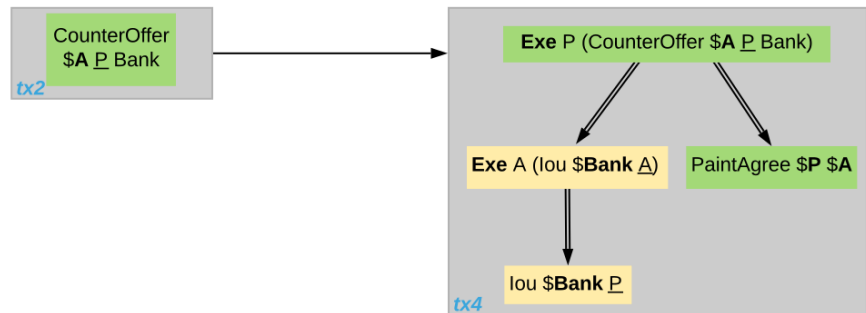 CounterOffer
$A P Bank
tx2
Exe P (CounterOffer $A P Bank)
Exe A (Iou $Bank A)
PaintAgree $P $A
Iou $Bank P
tx4